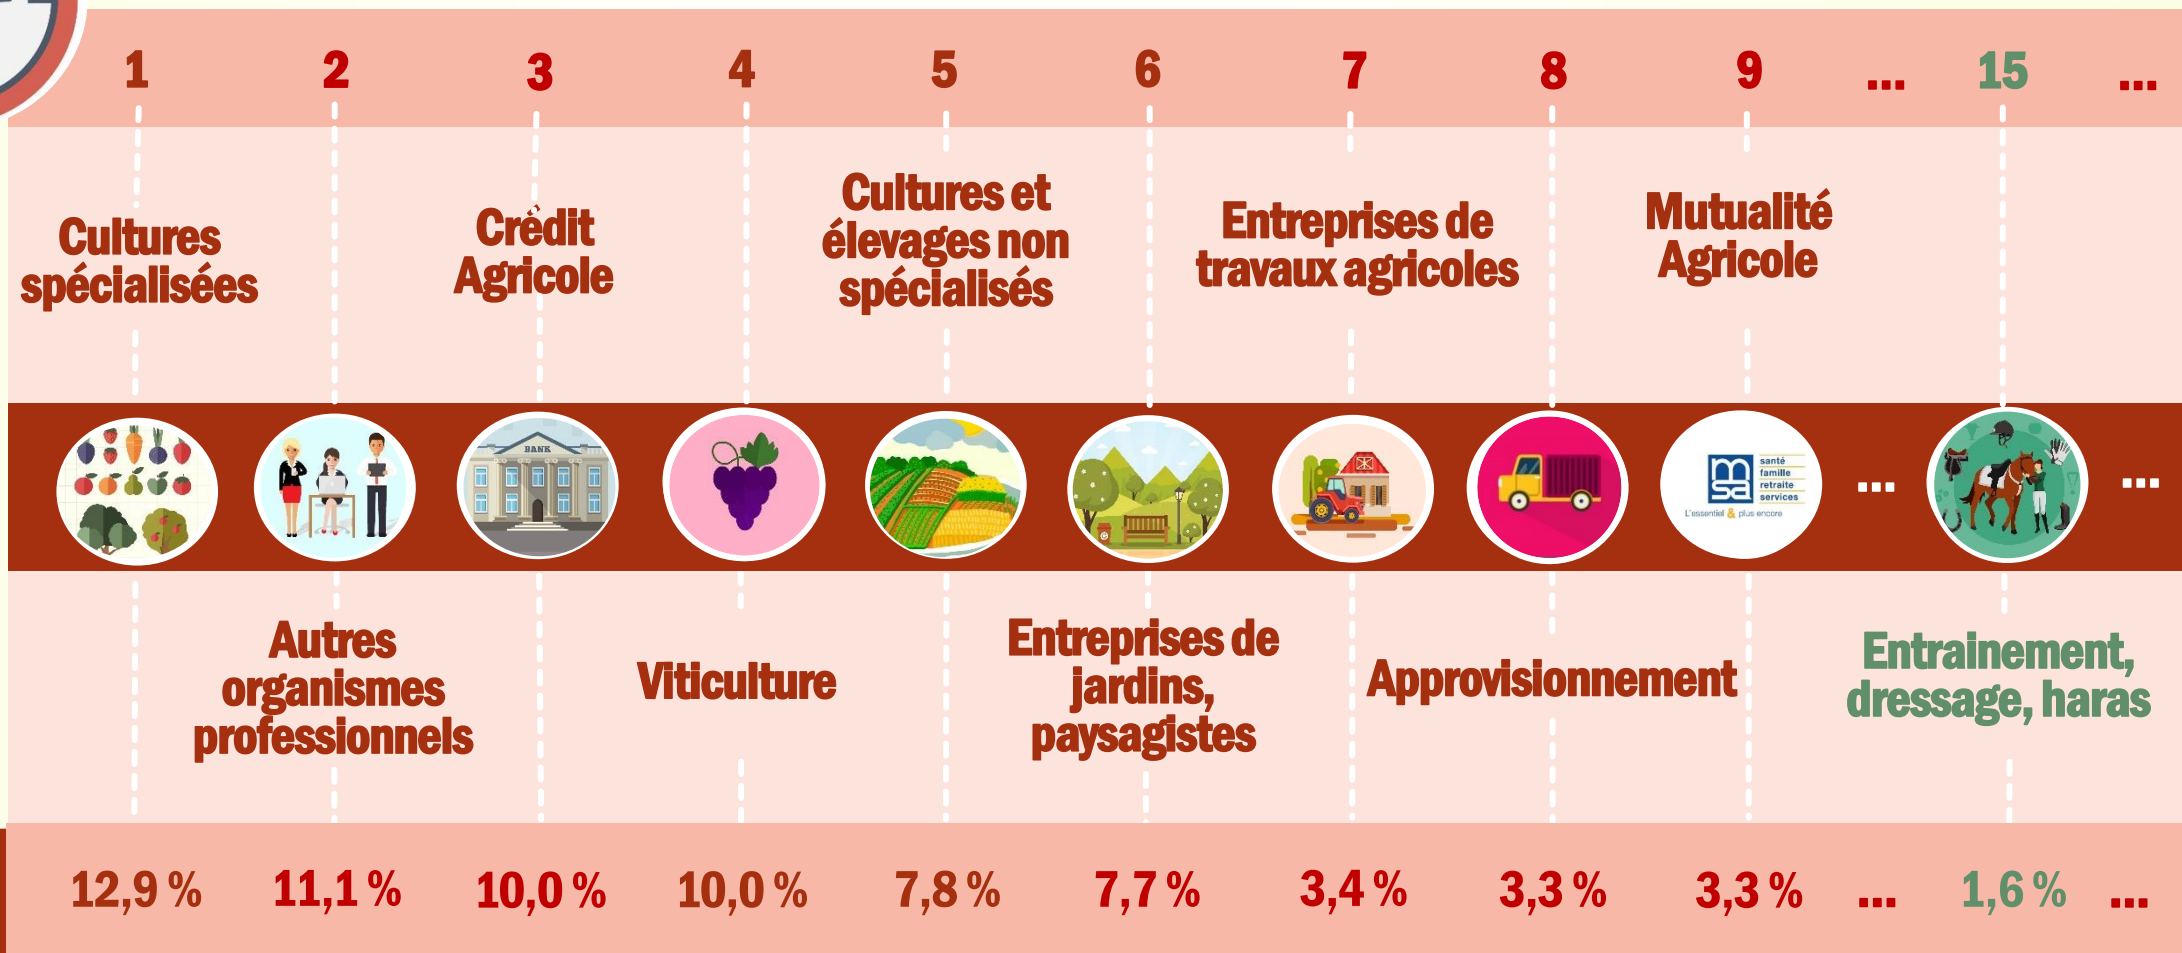 1 2 3 4 5 6 7 8 9 ... 15 ...
Cultures
spécialisées
Crédit
Agricole
Cultures et
élevages non
spécialisés
Entreprises de
travaux agricoles
Mutualité
Agricole
BANK
msa
santé
famille
retraite
services
L'essentiel & plus encore
...
...
Autres
organismes
professionnels
Viticulture
Entreprises de
jardins,
paysagistes
Approvisionnement
Entrainement,
dressage, haras
12,9 % 11,1 % 10,0 % 10,0 % 7,8 % 7,7 % 3,4 % 3,3 % 3,3 % ... 1,6 % ...